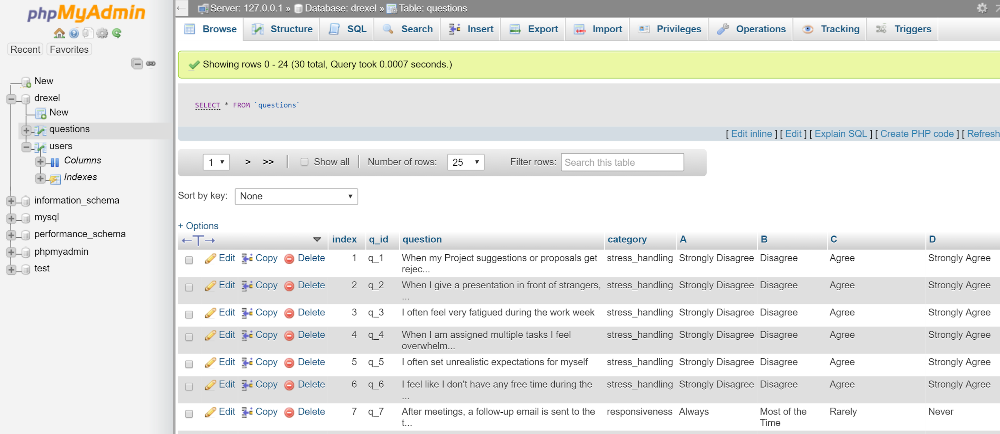 phpMyAdmin
Recent Favorites
New
drexel
New
questions
users
Columns
Indexes
information_schema
mysql
performance_schema
phpmyadmin
test
← Server: 127.0.0.1 » Database: drexel » Table: questions
Browse Structure SQL Search Insert Export Import Privileges Operations Tracking Triggers
Showing rows 0 - 24 (30 total, Query took 0.0007 seconds.)
SELECT * FROM `questions`
[ Edit inline ] [ Edit ] [ Explain SQL ] [ Create PHP code ] [ Refresh
1 > >> Show all Number of rows: 25 Filter rows: Search this table
Sort by key: None
+ Options
←T→ index q_id question category A B C D
Edit Copy Delete 1 q_1 When my Project suggestions or proposals get stress_handling Strongly Disagree Disagree Agree Strongly Agree
rejec...
Edit Copy Delete 2 q_2 When I give a presentation in front of strangers, stress_handling Strongly Disagree Disagree Agree Strongly Agree
...
Edit Copy Delete 3 q_3 I often feel very fatigued during the work week stress_handling Strongly Disagree Disagree Agree Strongly Agree
Edit Copy Delete 4 q_4 When I am assigned multiple tasks I feel stress_handling Strongly Disagree Disagree Agree Strongly Agree
overwhelm...
Edit Copy Delete 5 q_5 I often set unrealistic expectations for myself stress_handling Strongly Disagree Disagree Agree Strongly Agree
Edit Copy Delete 6 q_6 I feel like I don't have any free time during the stress_handling Strongly Disagree Disagree Agree Strongly Agree
...
Edit Copy Delete 7 q_7 After meetings, a follow-up email is sent to the responsiveness Always Most of the Rarely Never
t... Time